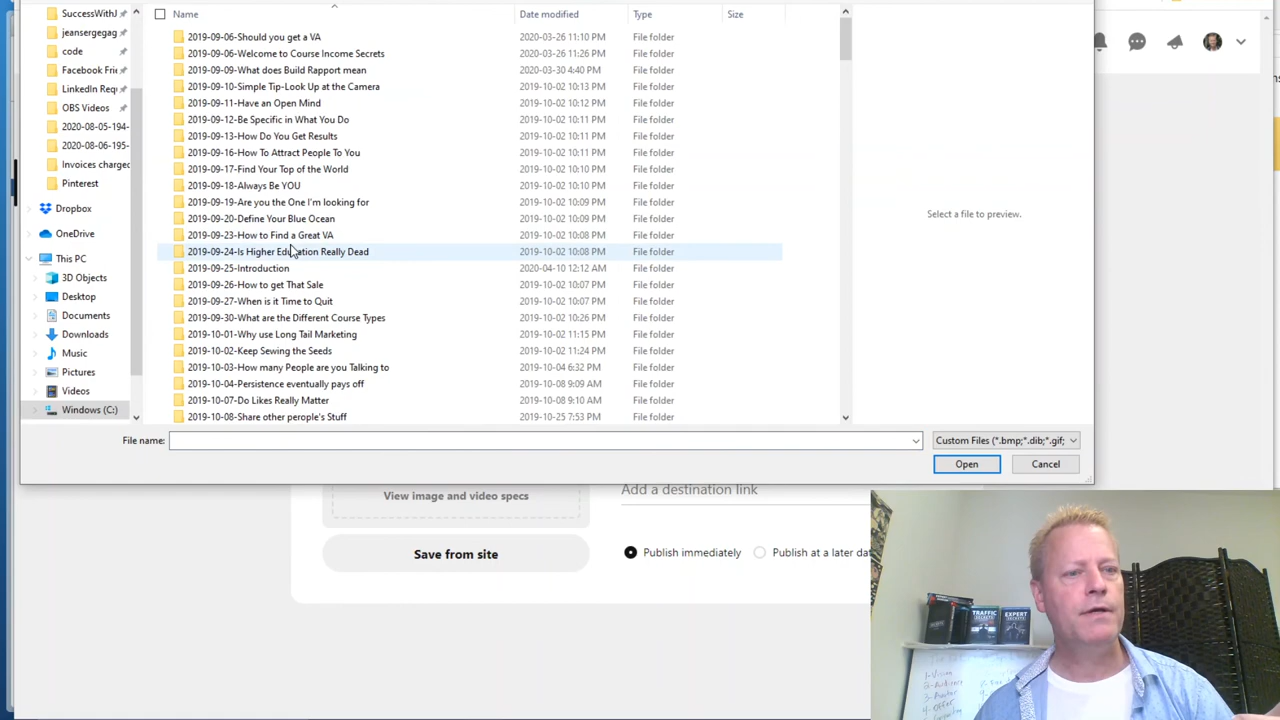 Name Date modified Type Size
SuccessWithJ
jeansergegag
code
Facebook Frie
LinkedIn Requ
OBS Videos
2020-08-05-194-
2020-08-06-195-
Invoices charged
Pinterest
Dropbox
OneDrive
This PC
3D Objects
Desktop
Documents
Downloads
Music
Pictures
Videos
Windows (C:)
2019-09-06-Should you get a VA 2020-03-26 11:10 PM File folder
2019-09-06-Welcome to Course Income Secrets 2020-03-26 11:26 PM File folder
2019-09-09-What does Build Rapport mean 2020-03-30 4:40 PM File folder
2019-09-10-Simple Tip-Look Up at the Camera 2019-10-02 10:13 PM File folder
2019-09-11-Have an Open Mind 2019-10-02 10:12 PM File folder
2019-09-12-Be Specific in What You Do 2019-10-02 10:11 PM File folder
2019-09-13-How Do You Get Results 2019-10-02 10:11 PM File folder
2019-09-16-How To Attract People To You 2019-10-02 10:11 PM File folder
2019-09-17-Find Your Top of the World 2019-10-02 10:10 PM File folder
2019-09-18-Always Be YOU 2019-10-02 10:10 PM File folder
2019-09-19-Are you the One I'm looking for 2019-10-02 10:09 PM File folder
2019-09-20-Define Your Blue Ocean 2019-10-02 10:09 PM File folder
2019-09-23-How to Find a Great VA 2019-10-02 10:08 PM File folder
2019-09-24-Is Higher Education Really Dead 2019-10-02 10:08 PM File folder
2019-09-25-Introduction 2020-04-10 12:12 AM File folder
2019-09-26-How to get That Sale 2019-10-02 10:07 PM File folder
2019-09-27-When is it Time to Quit 2019-10-02 10:07 PM File folder
2019-09-30-What are the Different Course Types 2019-10-02 10:26 PM File folder
2019-10-01-Why use Long Tail Marketing 2019-10-02 11:15 PM File folder
2019-10-02-Keep Sewing the Seeds 2019-10-02 11:24 PM File folder
2019-10-03-How many People are you Talking to 2019-10-04 6:32 PM File folder
2019-10-04-Persistence eventually pays off 2019-10-08 9:09 AM File folder
2019-10-07-Do Likes Really Matter 2019-10-08 9:10 AM File folder
2019-10-08-Share other perople's Stuff 2019-10-25 7:53 PM File folder
Select a file to preview.
File name: Custom Files (*.bmp;*.dib;*.gif;
Open Cancel
View image and video specs
Add a destination link
Save from site
Publish immediately Publish at a later dat
TRAFFIC
SECRETS
EXPERT
SECRETS